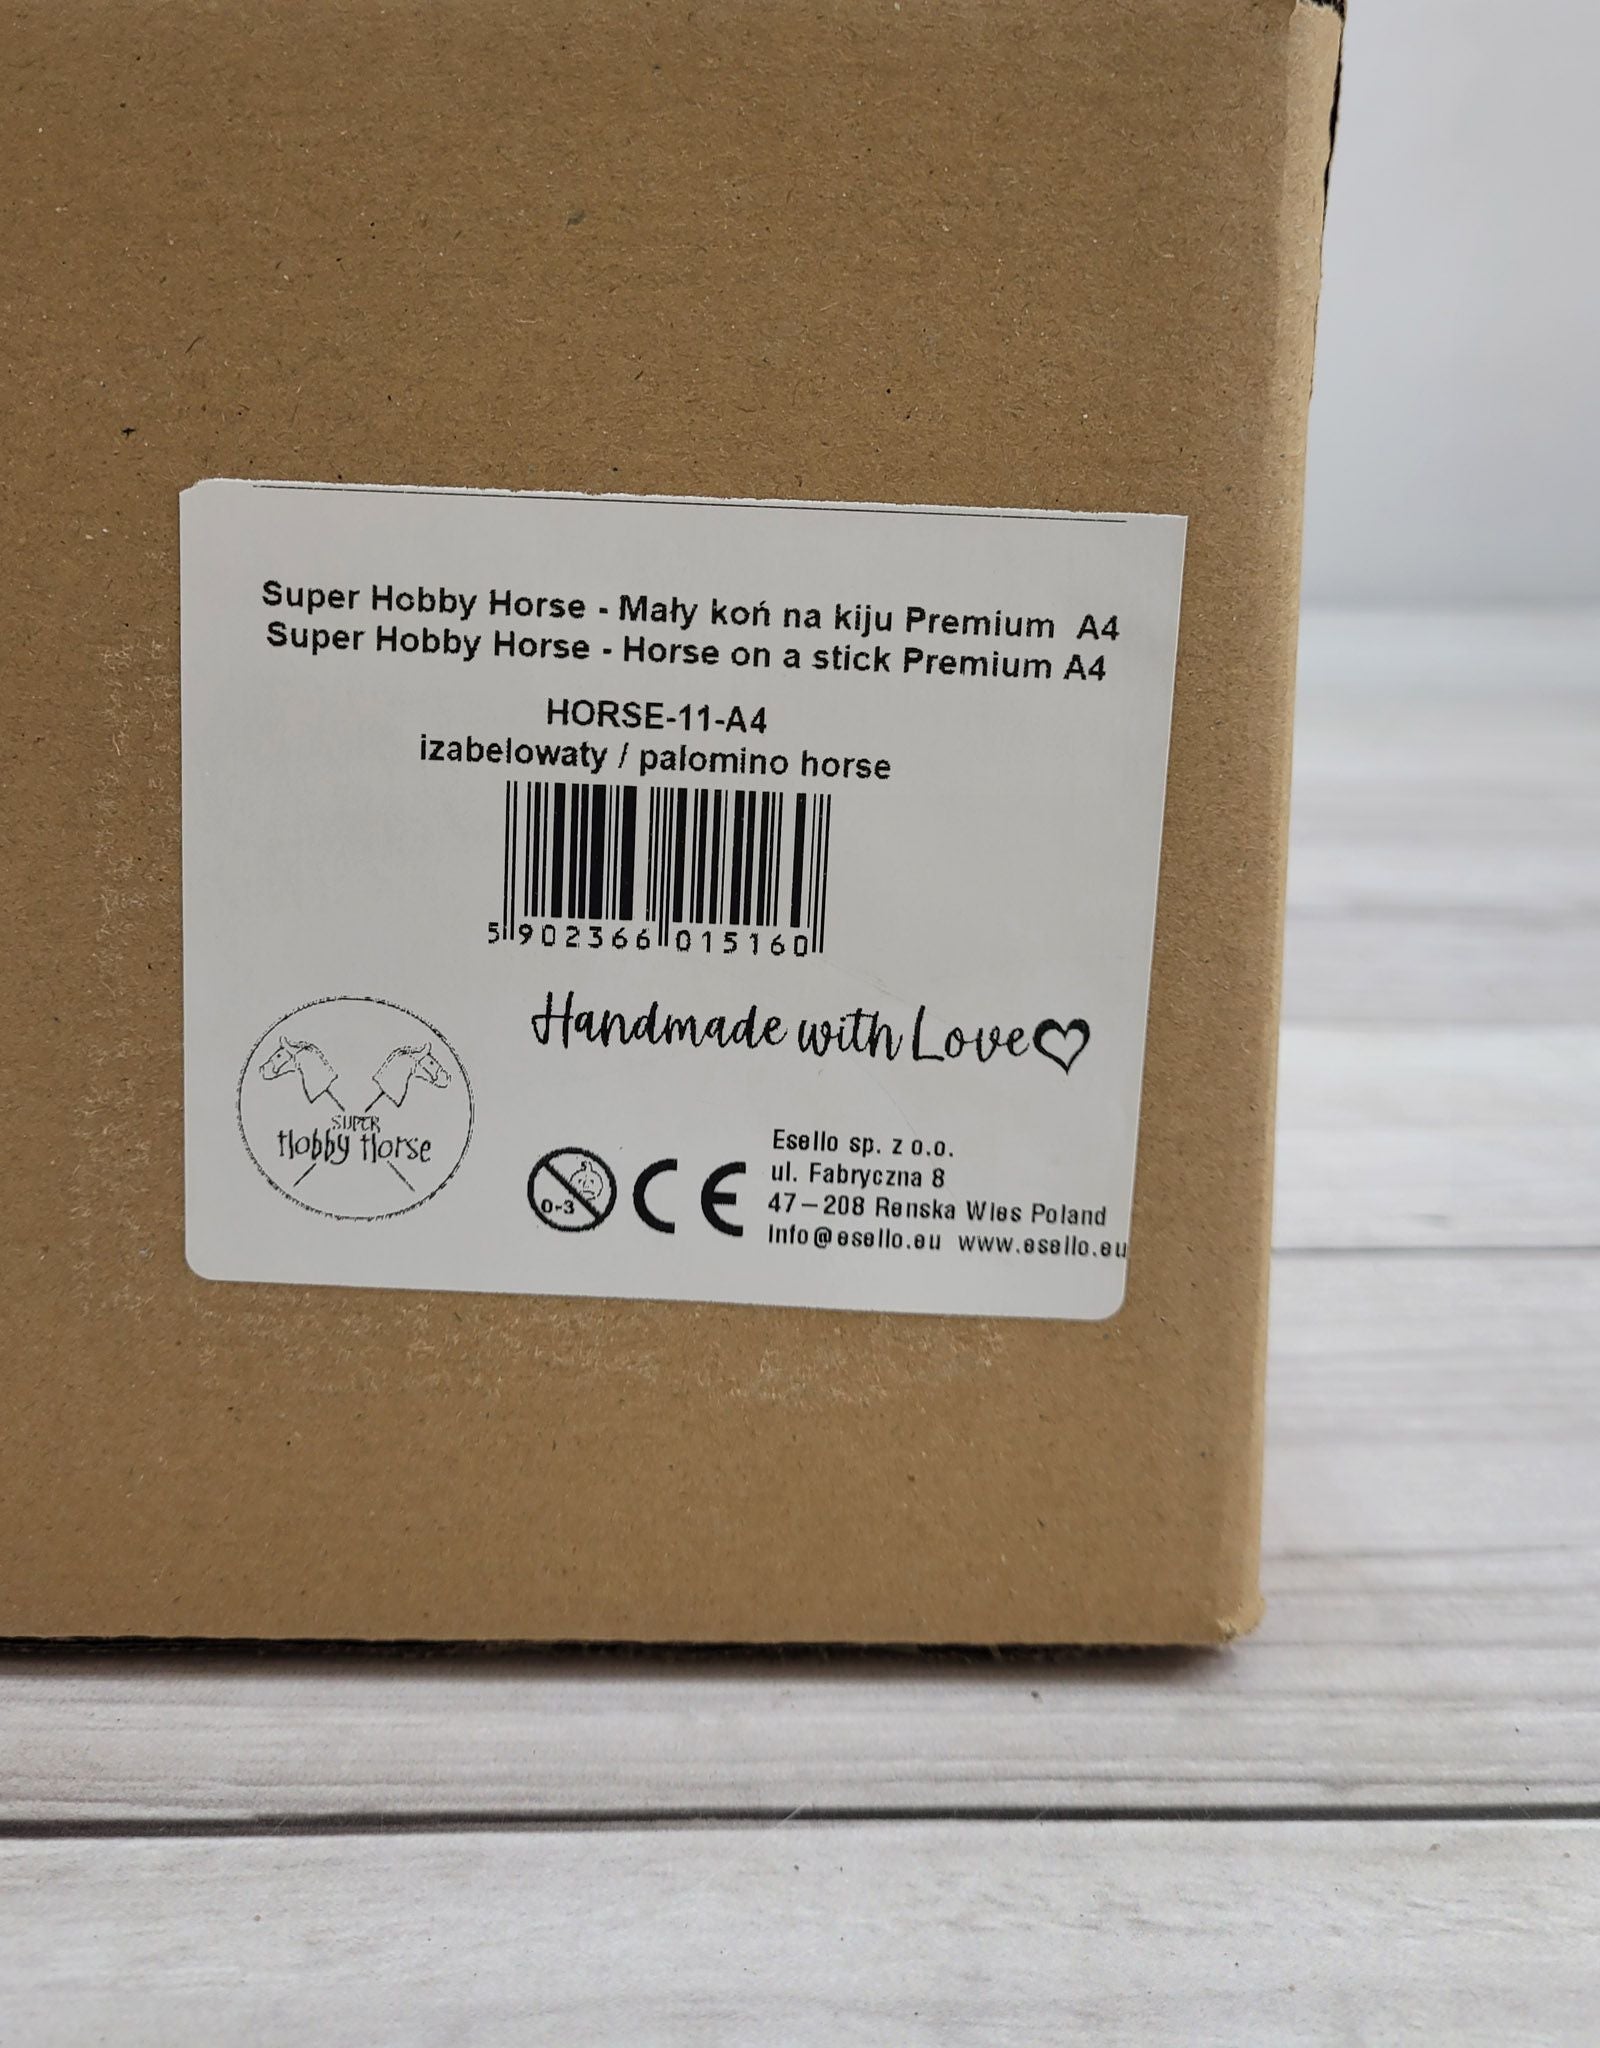 Super Hobby Horse - Mały koń na kiju Premium A4
Super Hobby Horse - Horse on a stick Premium A4
HORSE-11-A4
izabelowaty / palomino horse
5 902366 015160
Handmade with Love
SUPER
Hobby Horse
0-3
CE
Esello sp. z o.o.
ul. Fabryczna 8
47-208 Renska Wies Poland
Info@esello.eu www.esello.eu